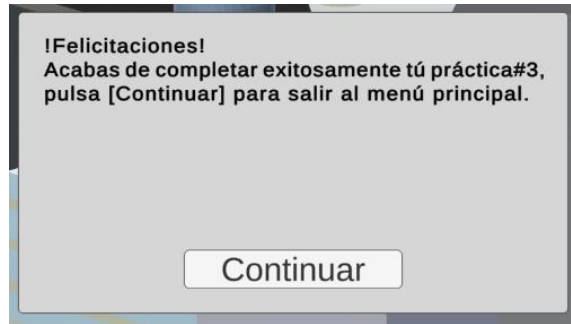 !Felicitaciones!
Acabas de completar exitosamente tú práctica#3,
pulsa [Continuar] para salir al menú principal.
Continuar